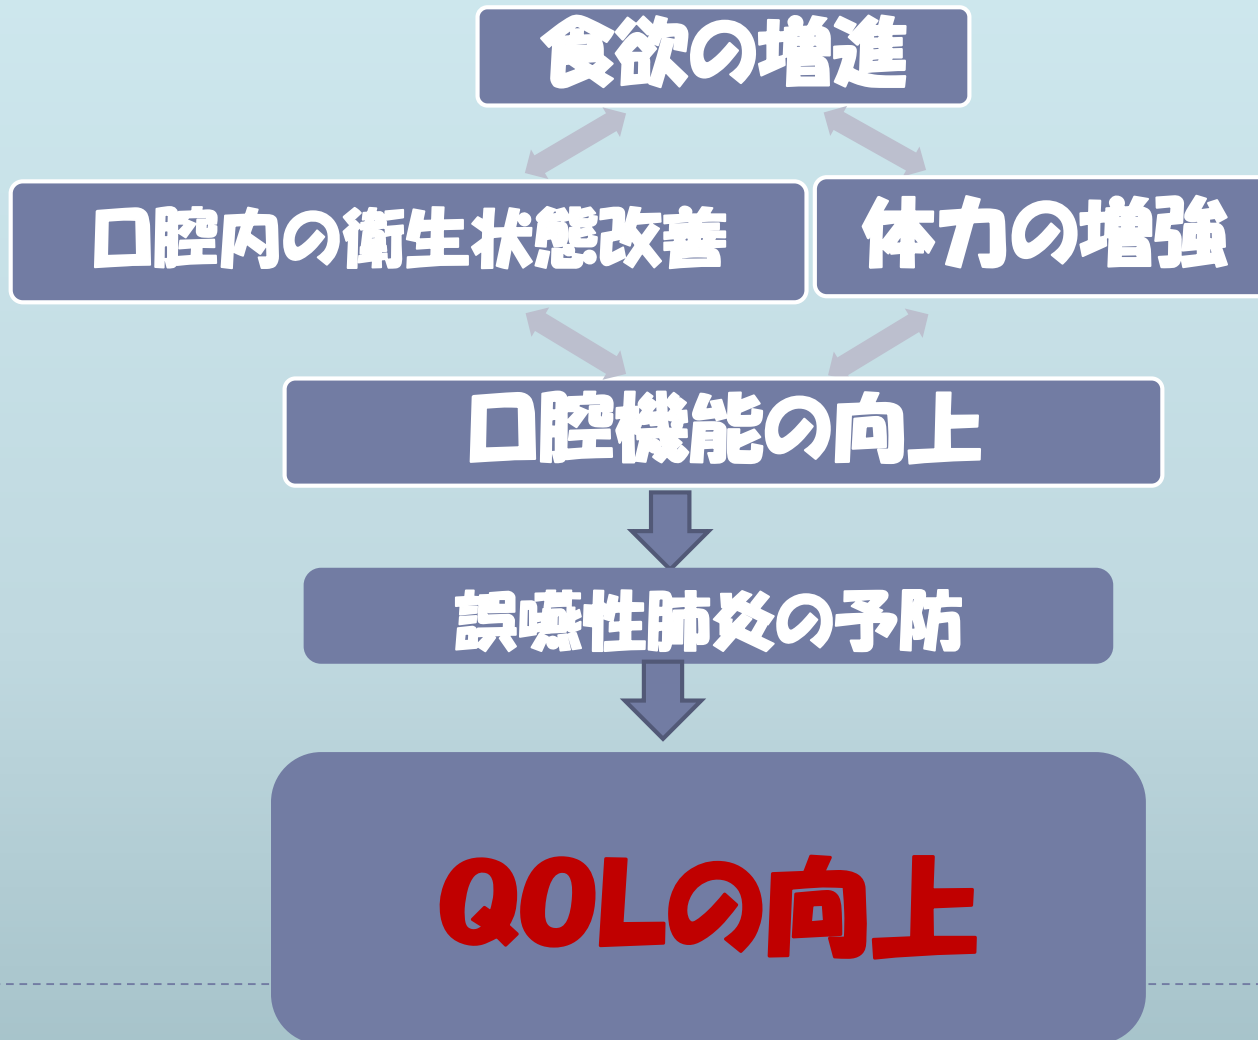 食欲の増進
口腔内の衛生状態改善
体力の増強
口腔機能の向上
誤嚥性肺炎の予防
QOLの向上